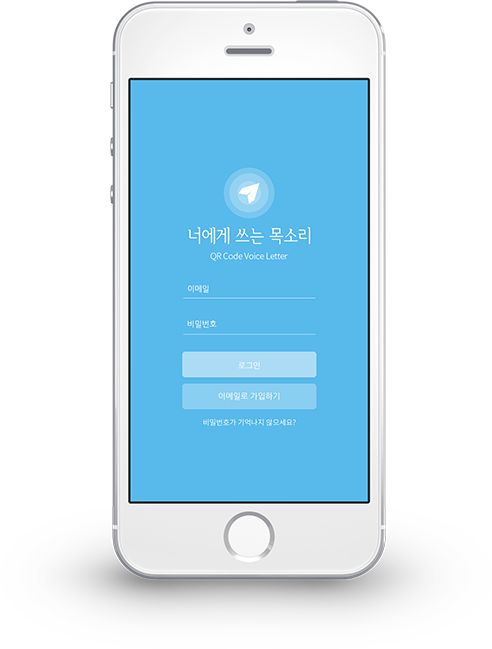 너에게 쓰는 목소리
QR Code Voice Letter
이메일
비밀번호
로그인
이메일로 가입하기
비밀번호가 기억나지 않으세요?